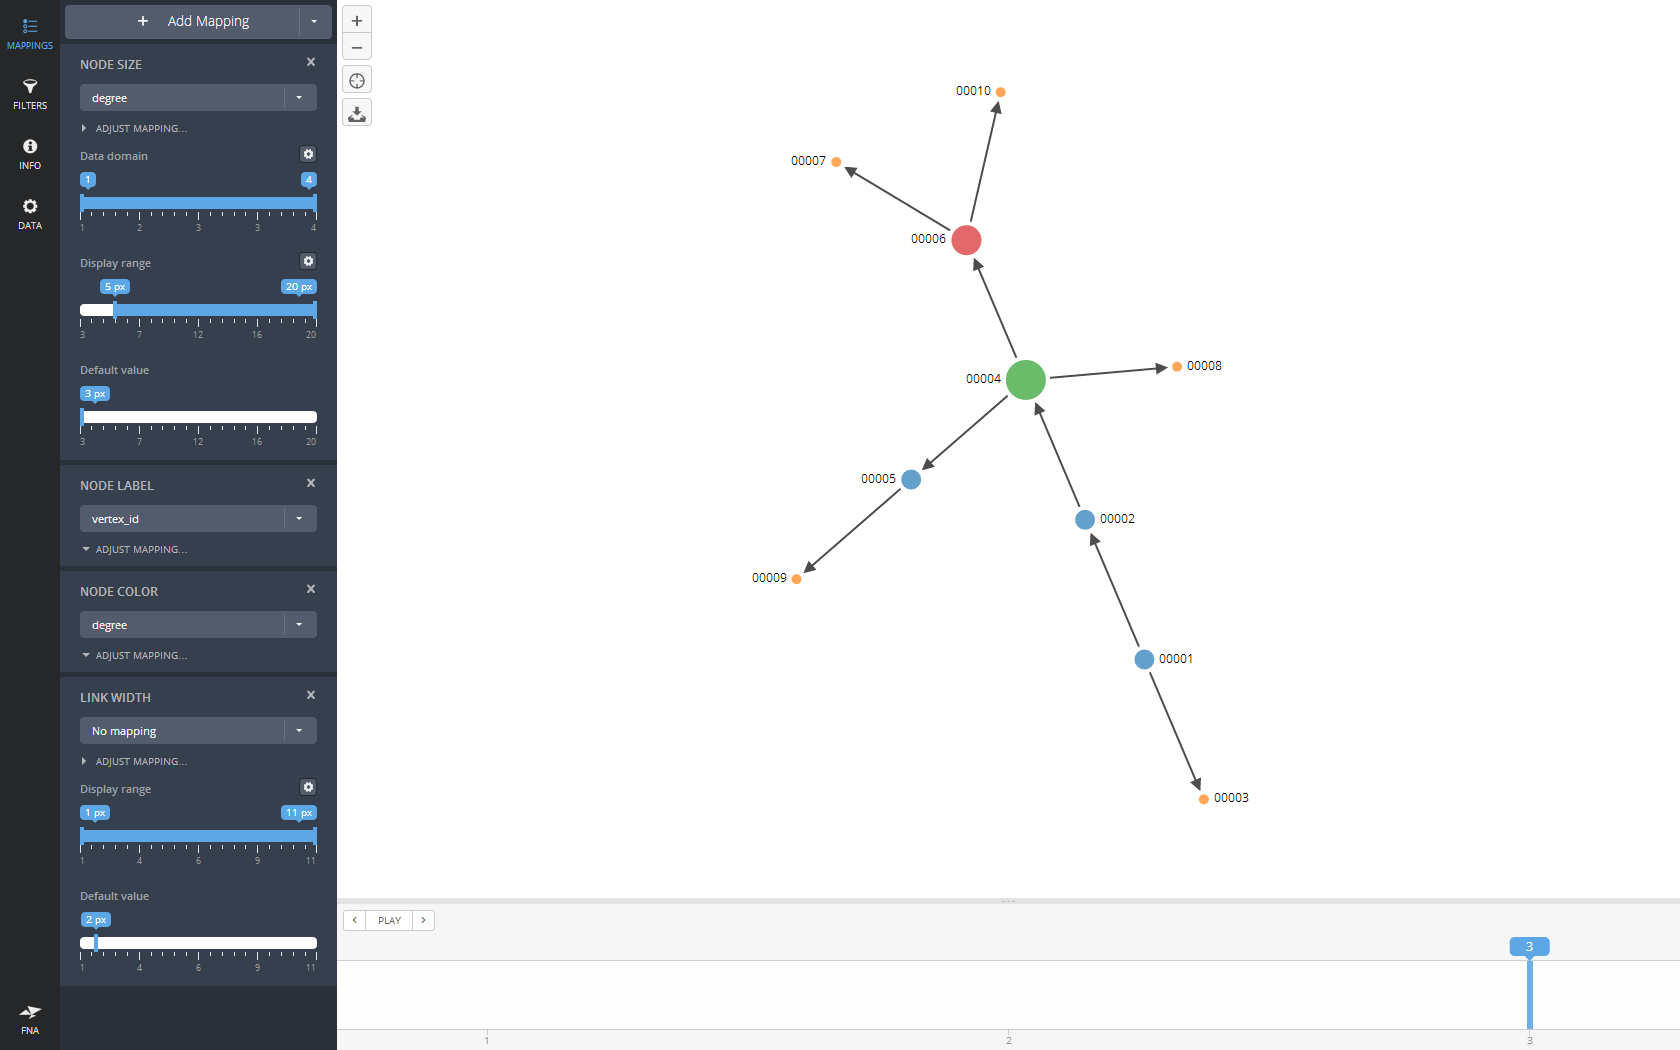 MAPPINGS
FILTERS
INFO
DATA
FNA
+ Add Mapping
NODE SIZE
degree
ADJUST MAPPING...
Data domain
1 4
1 2 3 3 4
Display range
5 px 20 px
3 7 12 16 20
Default value
3 px
3 7 12 16 20
NODE LABEL
vertex_id
ADJUST MAPPING...
NODE COLOR
degree
ADJUST MAPPING...
LINK WIDTH
No mapping
ADJUST MAPPING...
Display range
1 px 11 px
1 4 6 9 11
Default value
2 px
1 4 6 9 11
00010
00007
00006
00008
00004
00005
00002
00009
00001
00003
< PLAY >
3
1 2 3